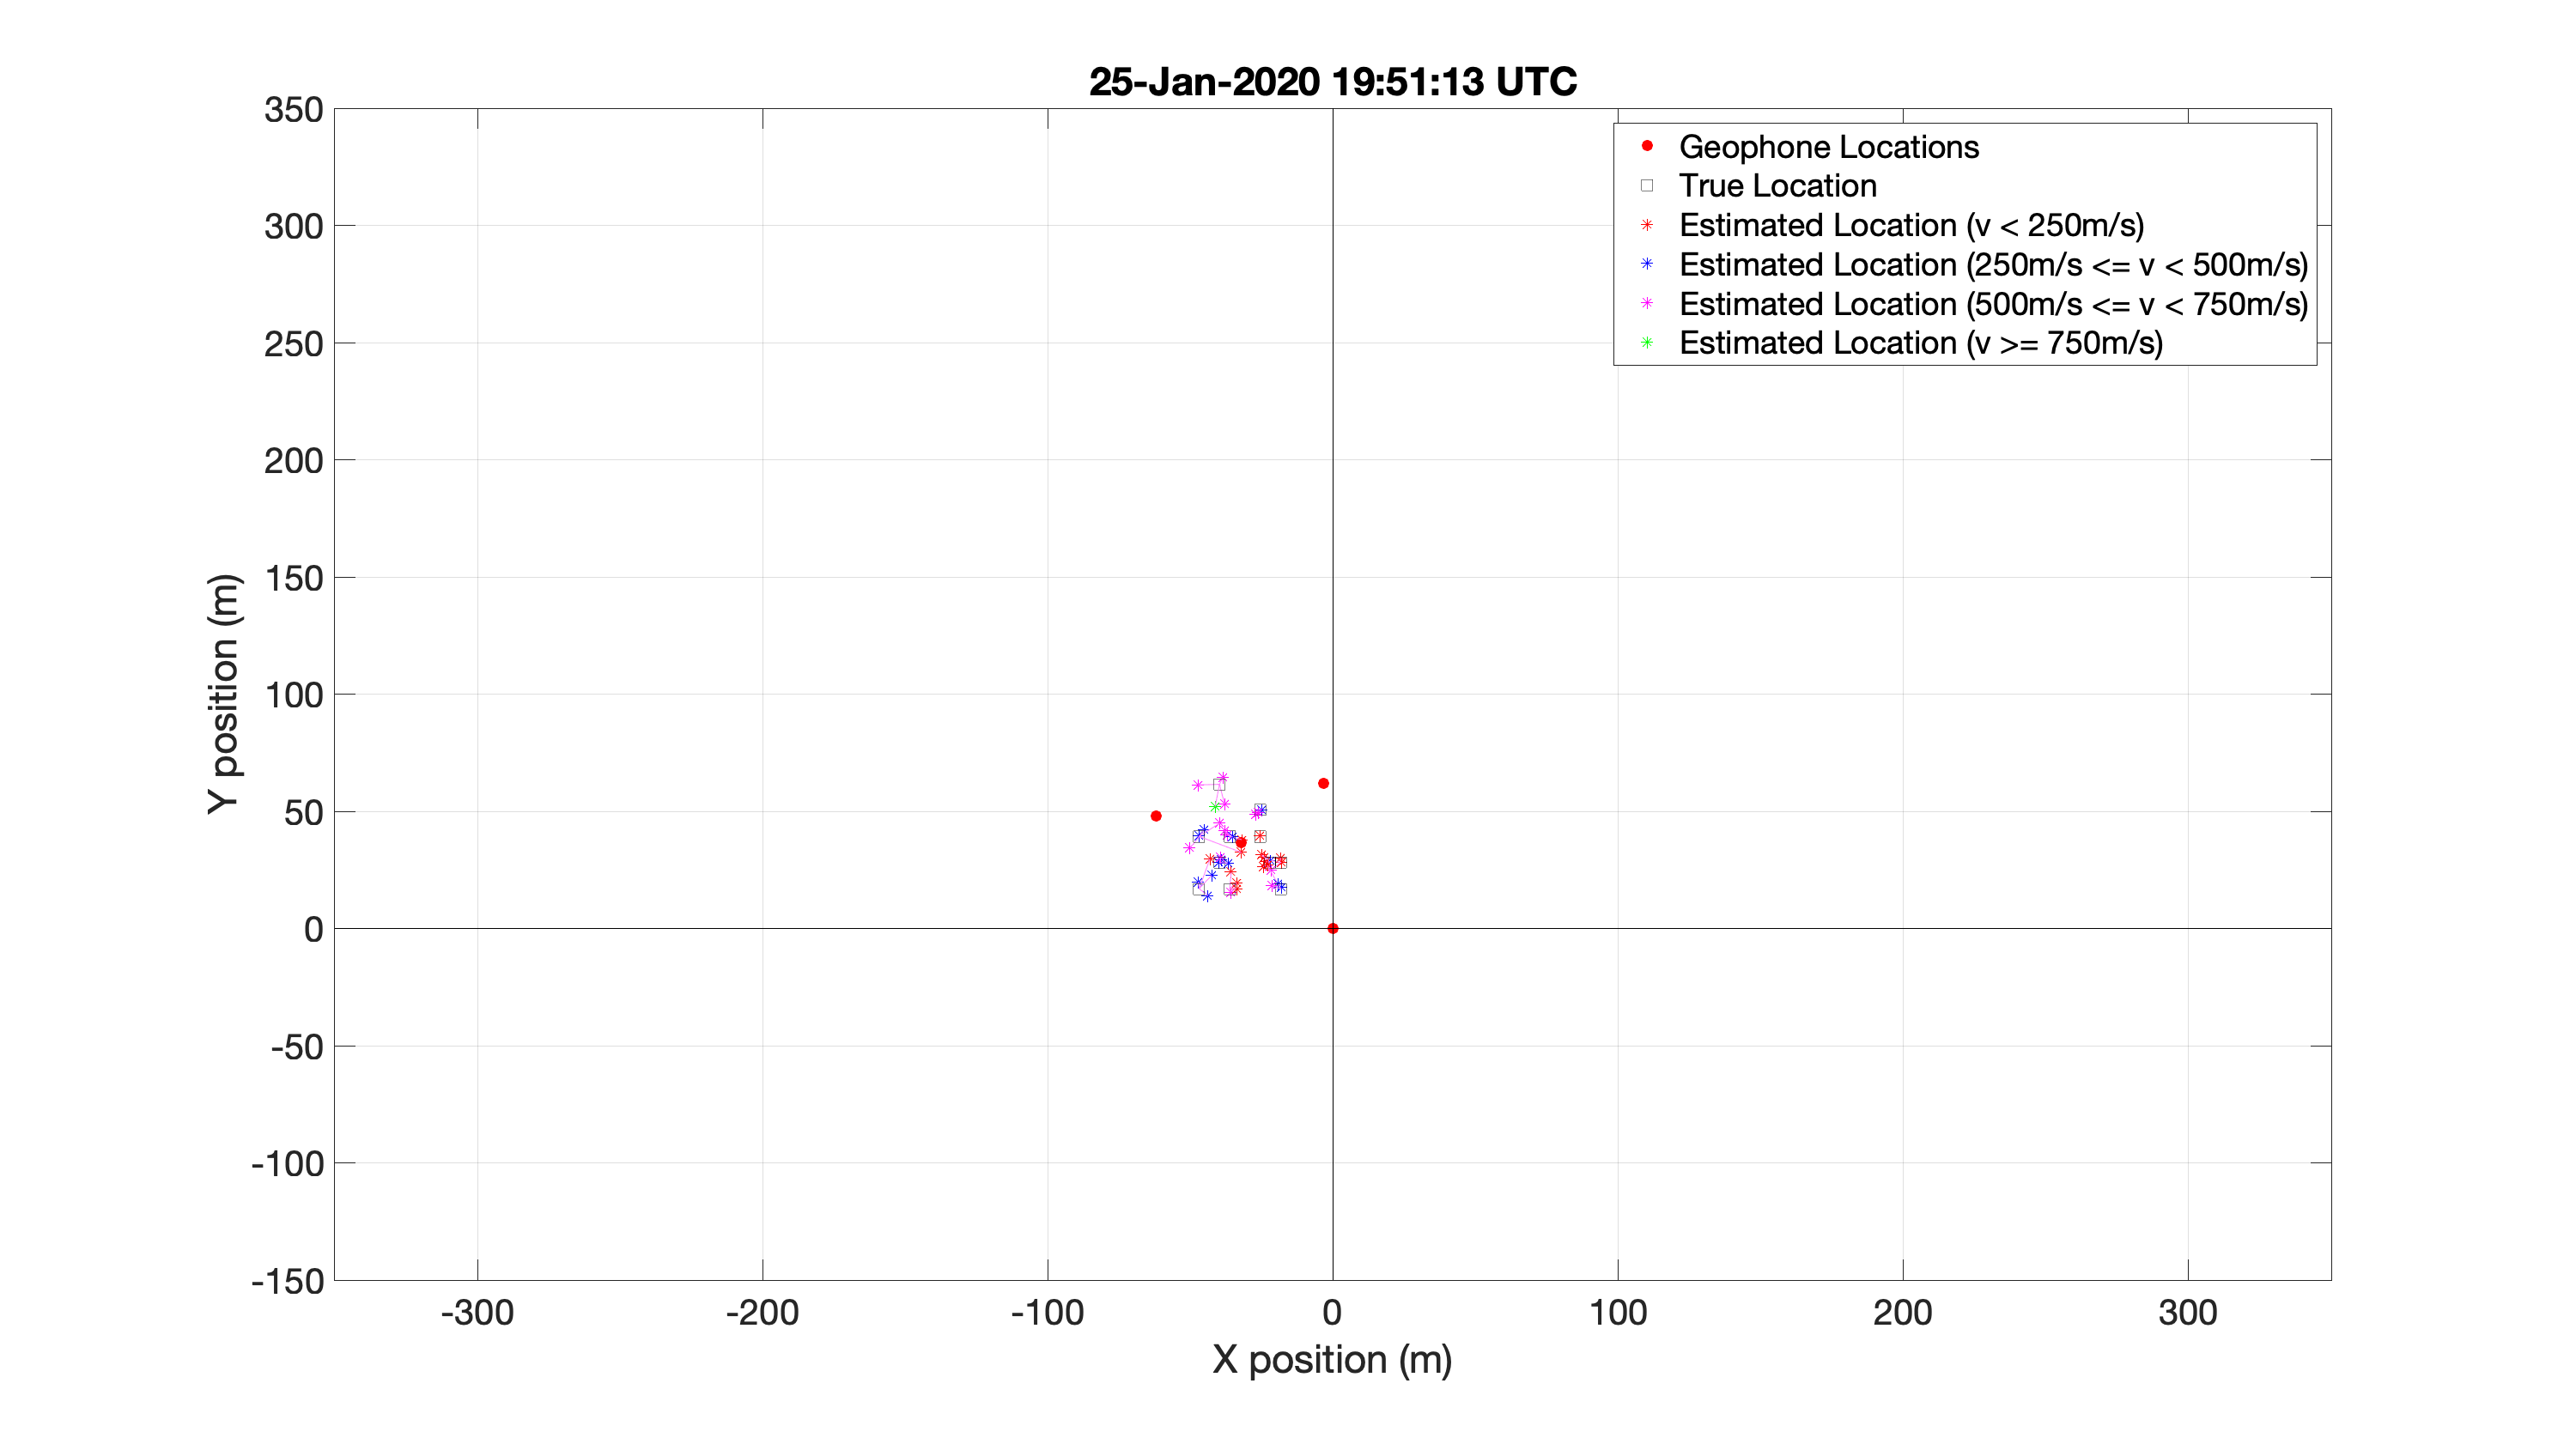 25-Jan-2020 19:51:13 UTC
350
300
250
200
150
100
50
0
-50
-100
-150
Y position (m)
Geophone Locations
True Location
Estimated Location (v < 250m/s)
Estimated Location (250m/s <= v < 500m/s)
Estimated Location (500m/s <= v < 750m/s)
Estimated Location (v >= 750m/s)
-300 -200 -100 0 100 200 300
X position (m)